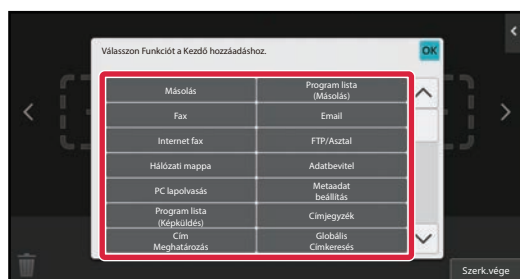 Válasszon Funkciót a Kezdő hozzáadáshoz.
OK
Másolás
Program lista
(Másolás)
Fax
Email
Internet fax
FTP/Asztal
Hálózati mappa
Adatbevitel
PC lapolvasás
Metaadat
beállítás
Program lista
(Képküldés)
Címjegyzék
Cím
Meghatározás
Globális
Címkeresés
Szerk.vége